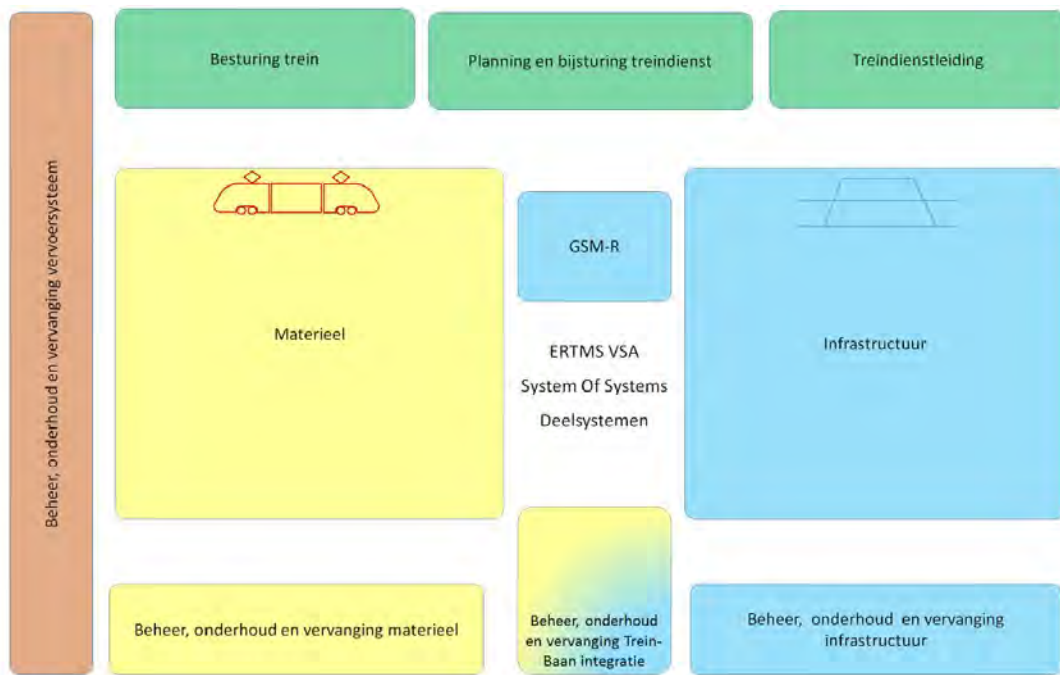 Besturing trein
Planning en bijsturing treindienst
Treindienstleiding
Beheer, onderhoud en vervanging vervoersysteem
GSM-R
Materieel
Infrastructuur
ERTMS VSA
System Of Systems
Deelsystemen
Beheer, onderhoud en vervanging materieel
Beheer, onderhoud
en vervanging Trein-
Baan integratie
Beheer, onderhoud en vervanging
infrastructuur